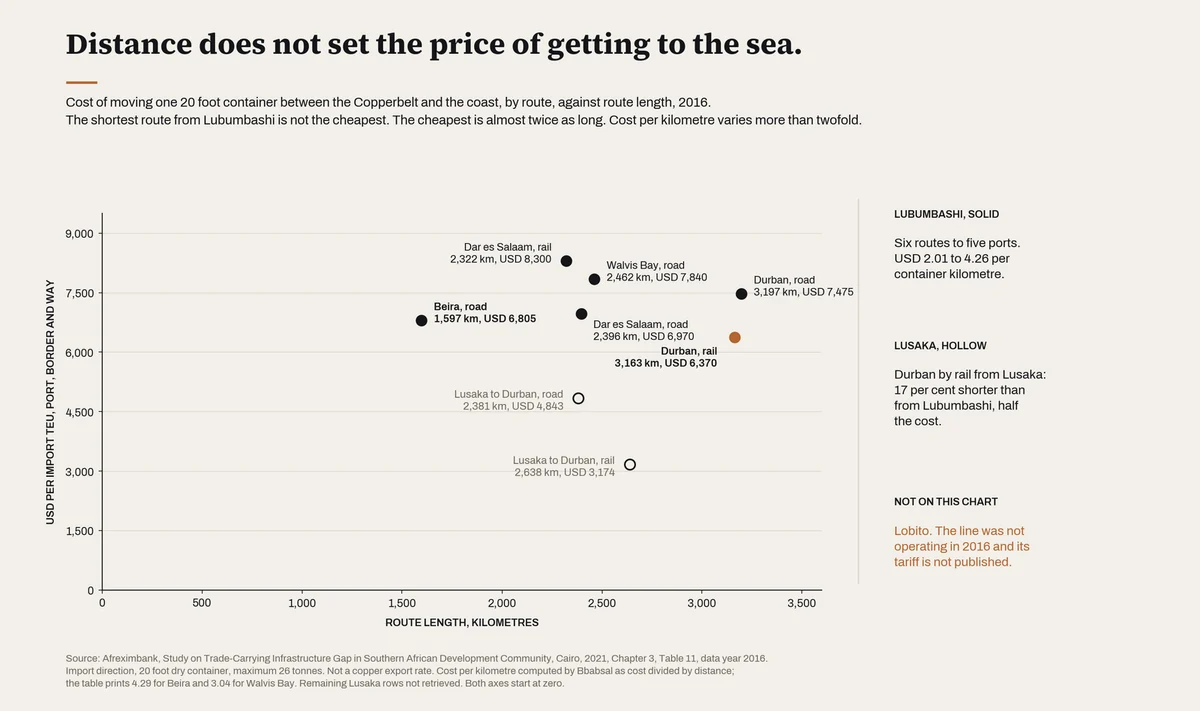 Distance does not set the price of getting to the sea.
Cost of moving one 20 foot container between the Copperbelt and the coast, by route, against route length, 2016.
The shortest route from Lubumbashi is not the cheapest. The cheapest is almost twice as long. Cost per kilometre varies more than twofold.
USD PER IMPORT TEU, PORT, BORDER AND WAY
9,000
7,500
6,000
4,500
3,000
1,500
0
Dar es Salaam, rail
2,322 km, USD 8,300
Walvis Bay, road
2,462 km, USD 7,840
Durban, road
3,197 km, USD 7,475
Beira, road
1,597 km, USD 6,805
Dar es Salaam, road
2,396 km, USD 6,970
Durban, rail
3,163 km, USD 6,370
Lusaka to Durban, road
2,381 km, USD 4,843
Lusaka to Durban, rail
2,638 km, USD 3,174
0
500
1,000
1,500
2,000
2,500
3,000
3,500
ROUTE LENGTH, KILOMETRES
LUBUMBASHI, SOLID
Six routes to five ports.
USD 2.01 to 4.26 per
container kilometre.
LUSAKA, HOLLOW
Durban by rail from Lusaka:
17 per cent shorter than
from Lubumbashi, half
the cost.
NOT ON THIS CHART
Lobito. The line was not
operating in 2016 and its
tariff is not published.
Source: Afreximbank, Study on Trade-Carrying Infrastructure Gap in Southern African Development Community, Cairo, 2021, Chapter 3, Table 11, data year 2016.
Import direction, 20 foot dry container, maximum 26 tonnes. Not a copper export rate. Cost per kilometre computed by Bbabsal as cost divided by distance;
the table prints 4.29 for Beira and 3.04 for Walvis Bay. Remaining Lusaka rows not retrieved. Both axes start at zero.